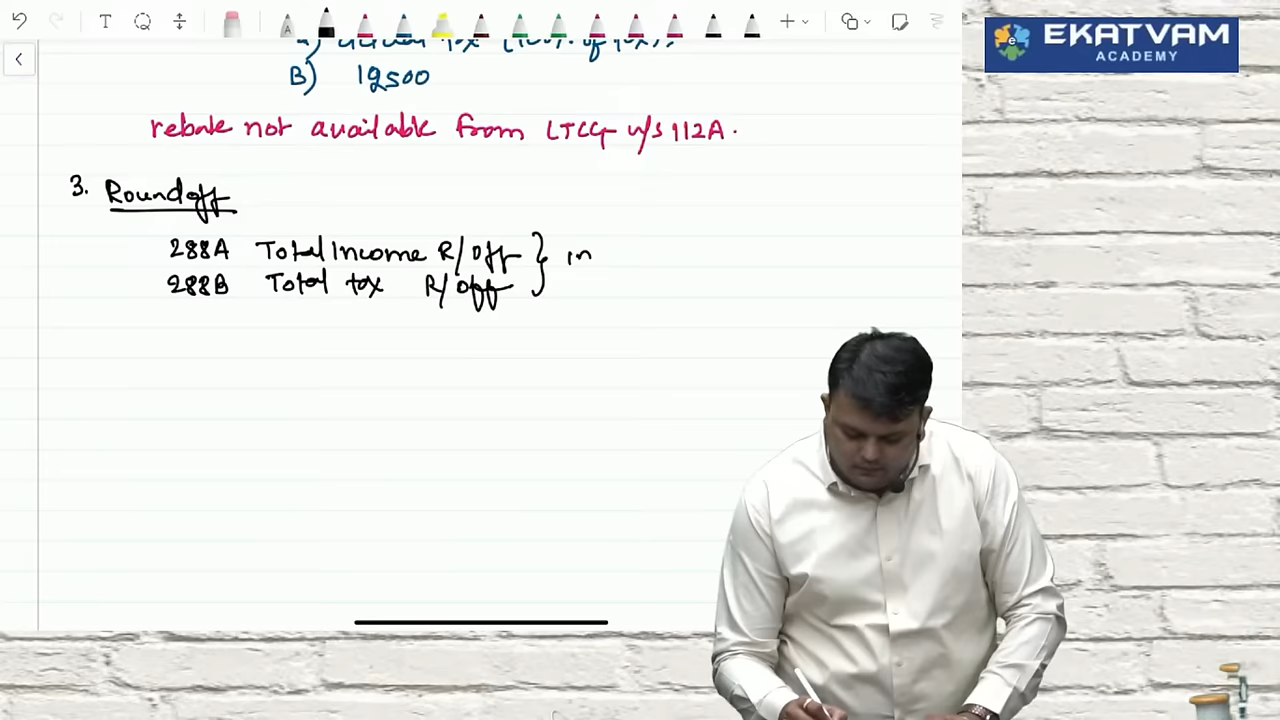 EKATVAM
ACADEMY
B) 12500
rebate not available from LTCG u/s 112A.
3. Roundoff
288A Total Income R/off } in
288B Total tax R/off